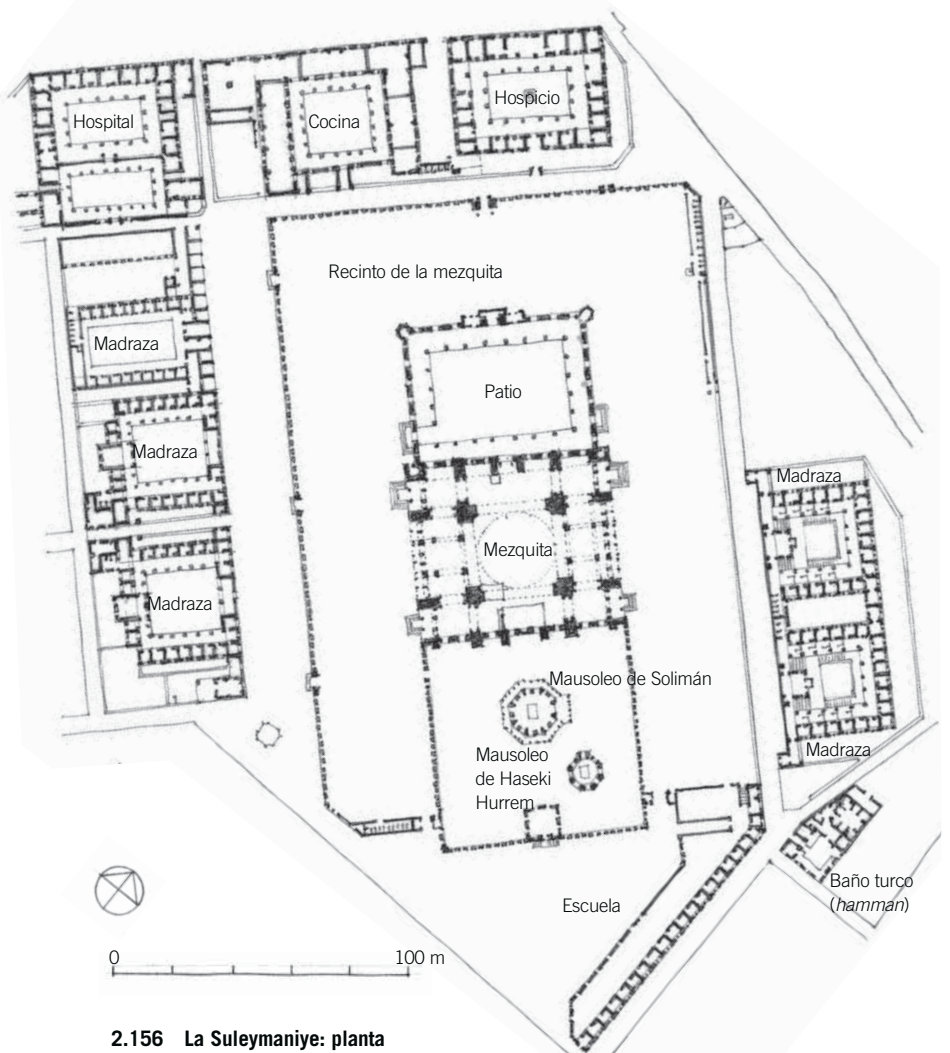 Hospital
Cocina
Hospicio
Recinto de la mezquita
Madraza
Patio
Madraza
Madraza
Mezquita
Madraza
Mausoleo de Solimán
Mausoleo
de Haseki
Hurrem
Madraza
Baño turco
(hamman)
Escuela
0 100 m
2.156 La Suleymaniye: planta